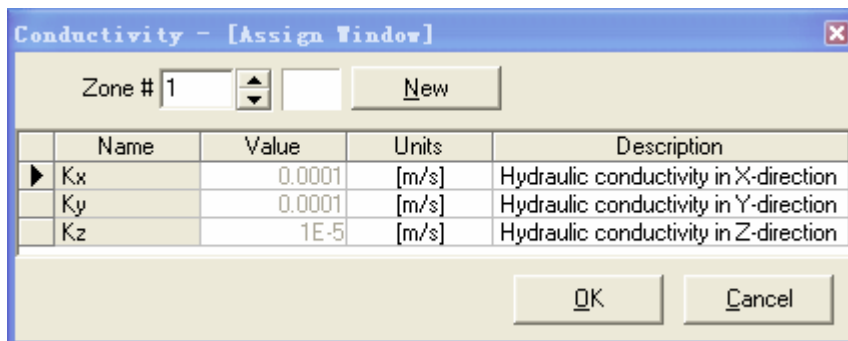 Conductivity - [Assign Window]
Zone # 1 New
Name Value Units Description
Kx 0.0001 [m/s] Hydraulic conductivity in X-direction
Ky 0.0001 [m/s] Hydraulic conductivity in Y-direction
Kz 1E-5 [m/s] Hydraulic conductivity in Z-direction
OK Cancel